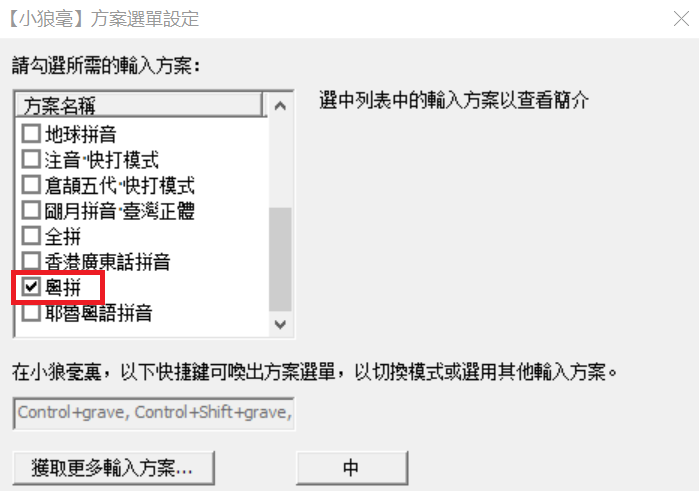 【小狼毫】方案選單設定
請勾選所需的輸入方案：
方案名稱
選中列表中的輸入方案以查看簡介
地球拼音
注音·快打模式
倉頡五代·快打模式
朙月拼音·臺灣正體
全拼
香港廣東話拼音
粵拼
耶魯粵語拼音
在小狼毫裏，以下快捷鍵可喚出方案選單，以切換模式或選用其他輸入方案。
Control+grave, Control+Shift+grave,
獲取更多輸入方案...
中